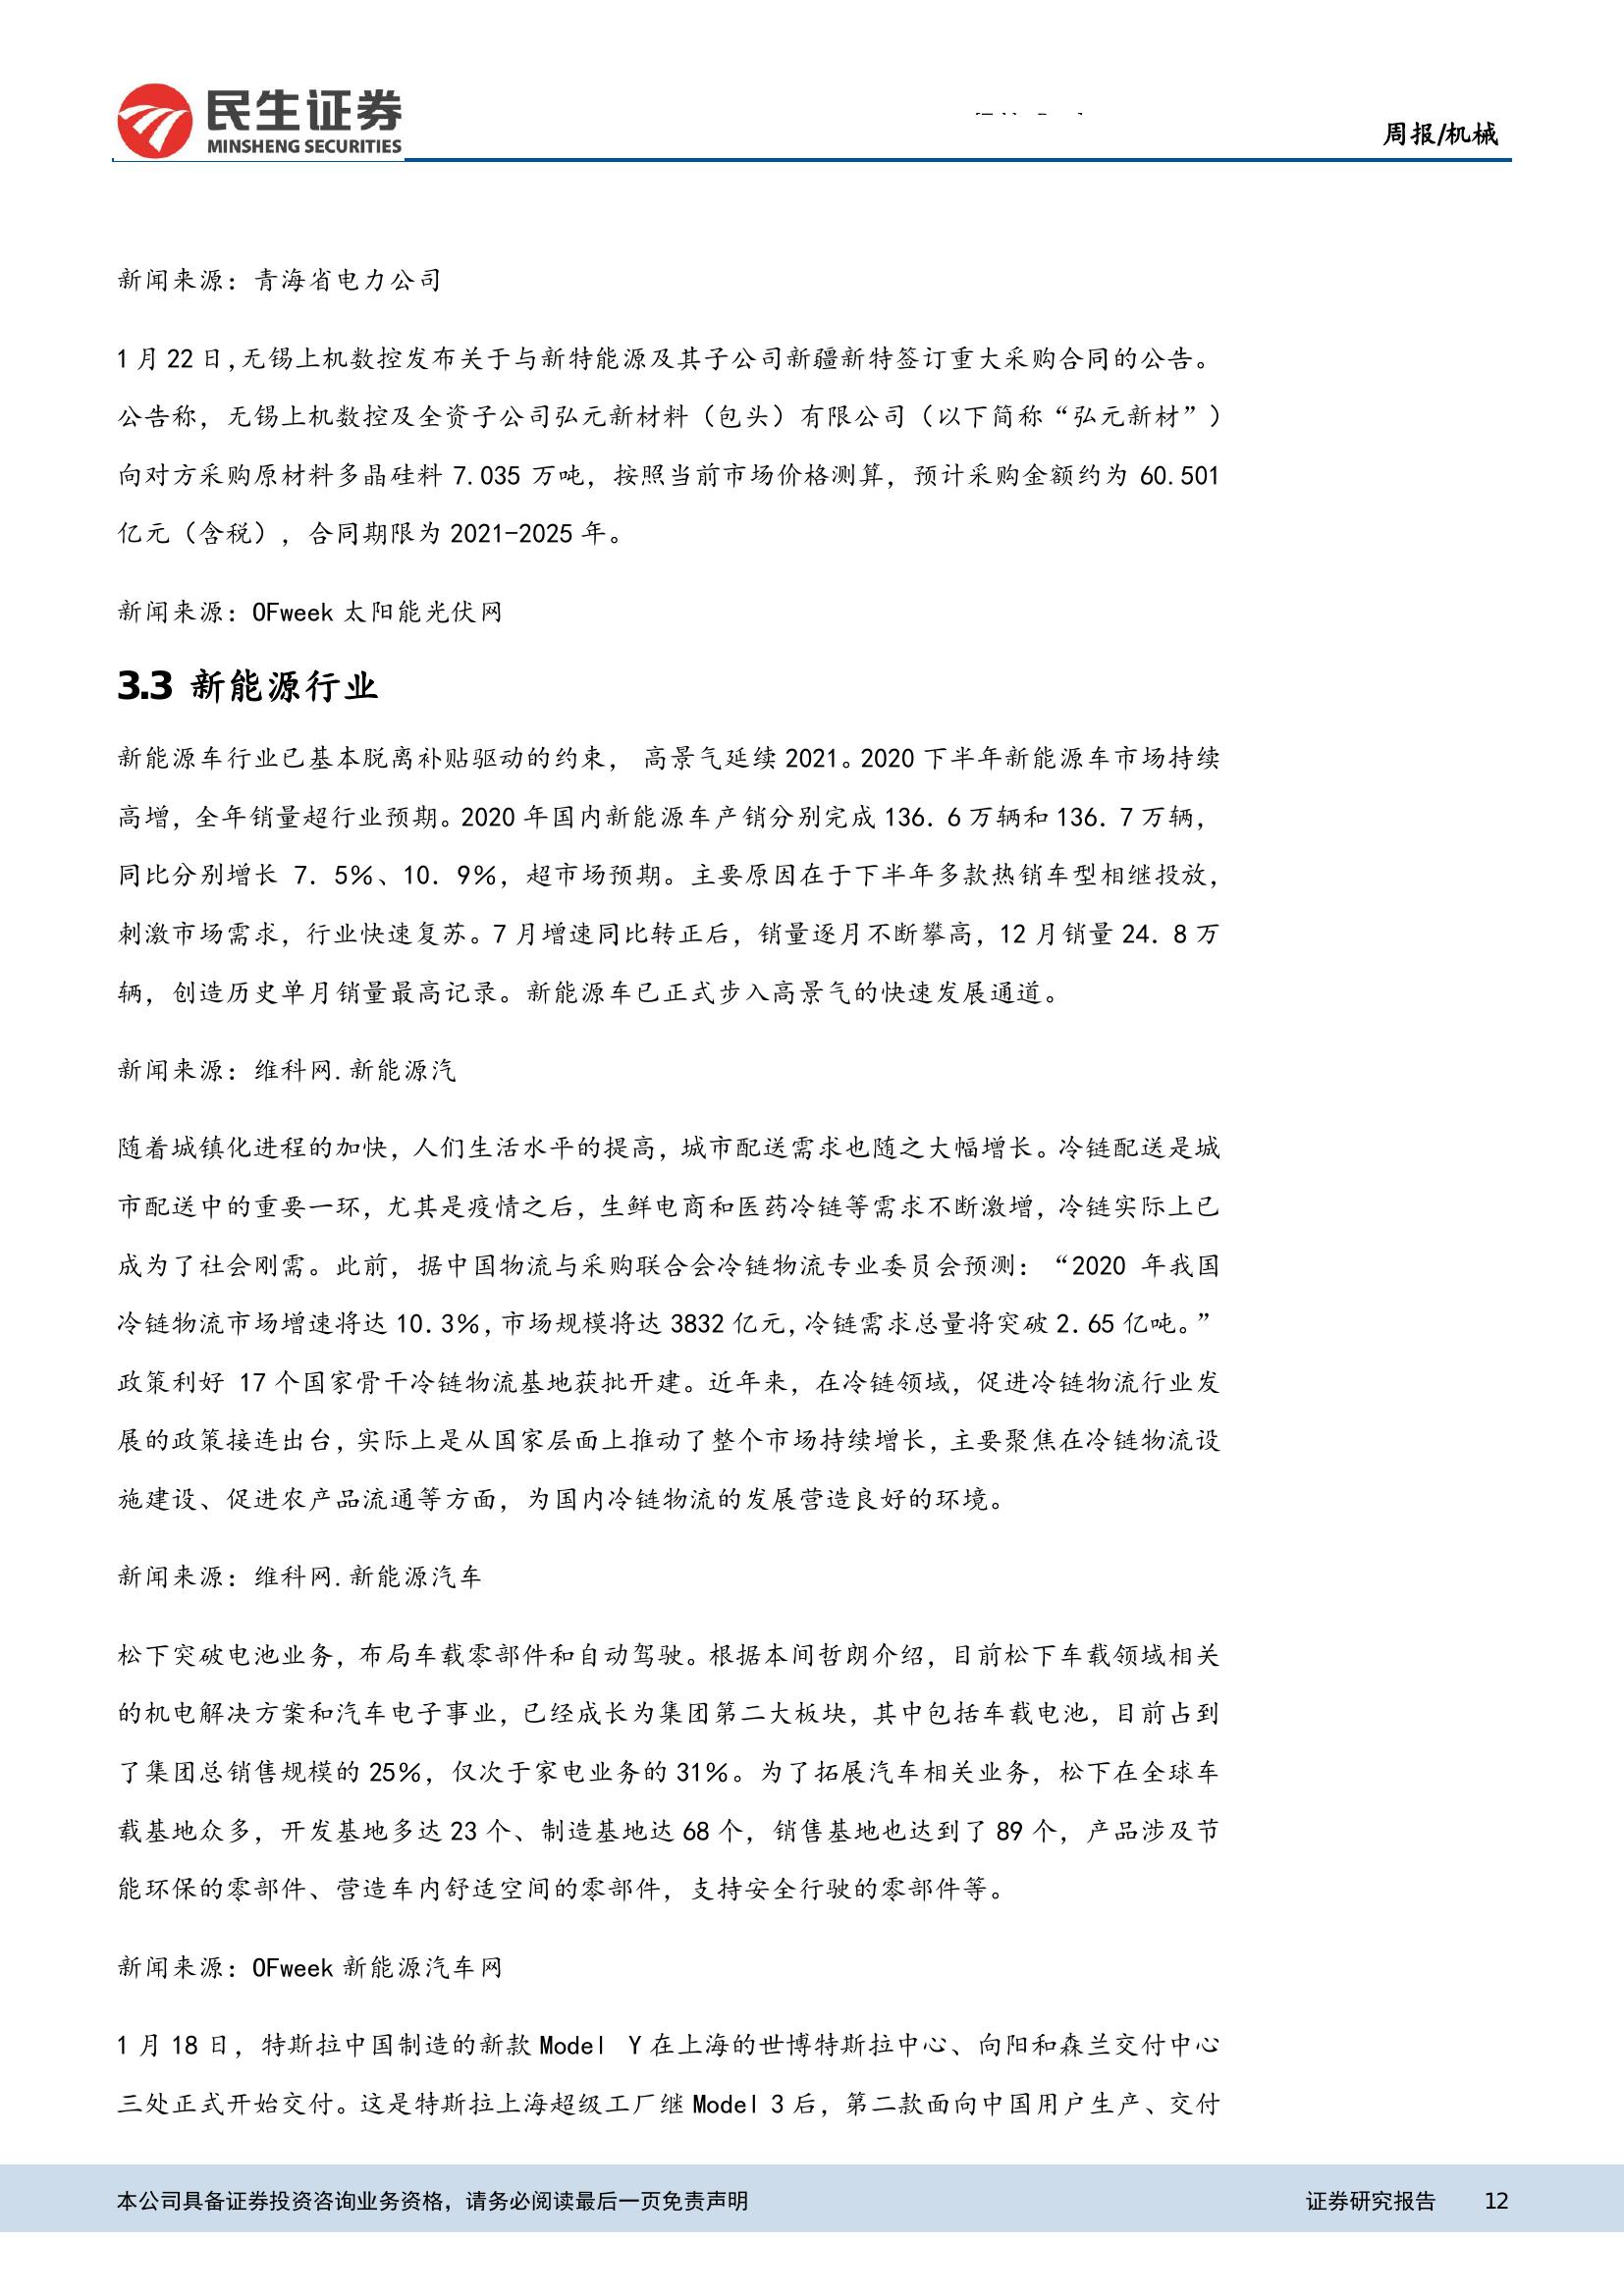 民生证券
MINSHENG SECURITIES
周报/机械
新闻来源：青海省电力公司
1 月 22 日,无锡上机数控发布关于与新特能源及其子公司新疆新特签订重大采购合同的公告。
公告称，无锡上机数控及全资子公司弘元新材料（包头）有限公司（以下简称“弘元新材”）
向对方采购原材料多晶硅料 7.035 万吨，按照当前市场价格测算，预计采购金额约为 60.501
亿元（含税），合同期限为 2021-2025 年。
新闻来源：OFweek 太阳能光伏网
3.3 新能源行业
新能源车行业已基本脱离补贴驱动的约束， 高景气延续 2021。2020 下半年新能源车市场持续
高增，全年销量超行业预期。2020 年国内新能源车产销分别完成 136. 6 万辆和 136. 7 万辆，
同比分别增长 7. 5%、10. 9%，超市场预期。主要原因在于下半年多款热销车型相继投放，
刺激市场需求，行业快速复苏。7 月增速同比转正后，销量逐月不断攀高，12 月销量 24. 8 万
辆，创造历史单月销量最高记录。新能源车已正式步入高景气的快速发展通道。
新闻来源：维科网.新能源汽
随着城镇化进程的加快，人们生活水平的提高，城市配送需求也随之大幅增长。冷链配送是城
市配送中的重要一环，尤其是疫情之后，生鲜电商和医药冷链等需求不断激增，冷链实际上已
成为了社会刚需。此前，据中国物流与采购联合会冷链物流专业委员会预测：“2020 年我国
冷链物流市场增速将达 10. 3%，市场规模将达 3832 亿元，冷链需求总量将突破 2. 65 亿吨。”
政策利好 17 个国家骨干冷链物流基地获批开建。近年来，在冷链领域，促进冷链物流行业发
展的政策接连出台，实际上是从国家层面上推动了整个市场持续增长，主要聚焦在冷链物流设
施建设、促进农产品流通等方面，为国内冷链物流的发展营造良好的环境。
新闻来源：维科网.新能源汽车
松下突破电池业务，布局车载零部件和自动驾驶。根据本间哲朗介绍，目前松下车载领域相关
的机电解决方案和汽车电子事业，已经成长为集团第二大板块，其中包括车载电池，目前占到
了集团总销售规模的 25%，仅次于家电业务的 31%。为了拓展汽车相关业务，松下在全球车
载基地众多，开发基地多达 23 个、制造基地达 68 个，销售基地也达到了 89 个，产品涉及节
能环保的零部件、营造车内舒适空间的零部件，支持安全行驶的零部件等。
新闻来源：OFweek 新能源汽车网
1 月 18 日，特斯拉中国制造的新款 Model Y 在上海的世博特斯拉中心、向阳和森兰交付中心
三处正式开始交付。这是特斯拉上海超级工厂继 Model 3 后，第二款面向中国用户生产、交付
本公司具备证券投资咨询业务资格，请务必阅读最后一页免责声明
证券研究报告 12